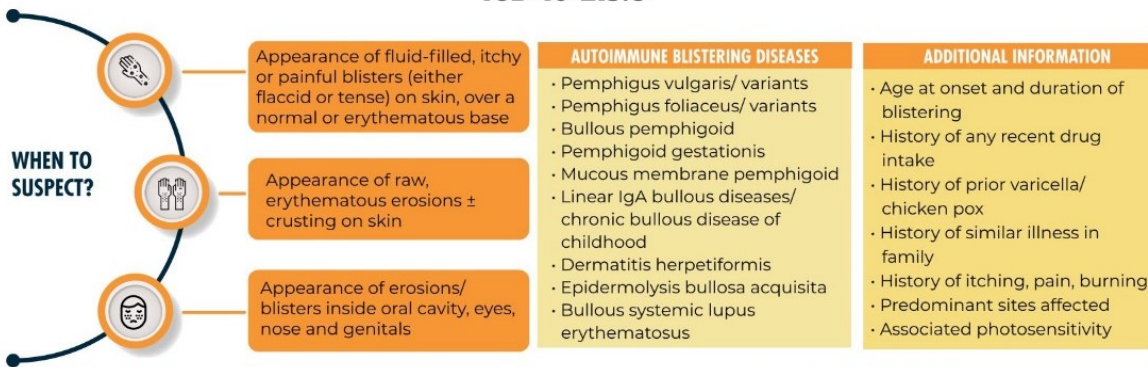 WHEN TO
SUSPECT?
Appearance of fluid-filled, itchy
or painful blisters (either
flaccid or tense) on skin, over a
normal or erythematous base
Appearance of raw,
erythematous erosions ±
crusting on skin
Appearance of erosions/
blisters inside oral cavity, eyes,
nose and genitals
AUTOIMMUNE BLISTERING DISEASES
• Pemphigus vulgaris/ variants
• Pemphigus foliaceus/ variants
• Bullous pemphigoid
• Pemphigoid gestationis
• Mucous membrane pemphigoid
• Linear IgA bullous diseases/
chronic bullous disease of
childhood
• Dermatitis herpetiformis
• Epidermolysis bullosa acquisita
• Bullous systemic lupus
erythematosus
ADDITIONAL INFORMATION
• Age at onset and duration of
blistering
• History of any recent drug
intake
• History of prior varicella/
chicken pox
• History of similar illness in
family
• History of itching, pain, burning
• Predominant sites affected
• Associated photosensitivity